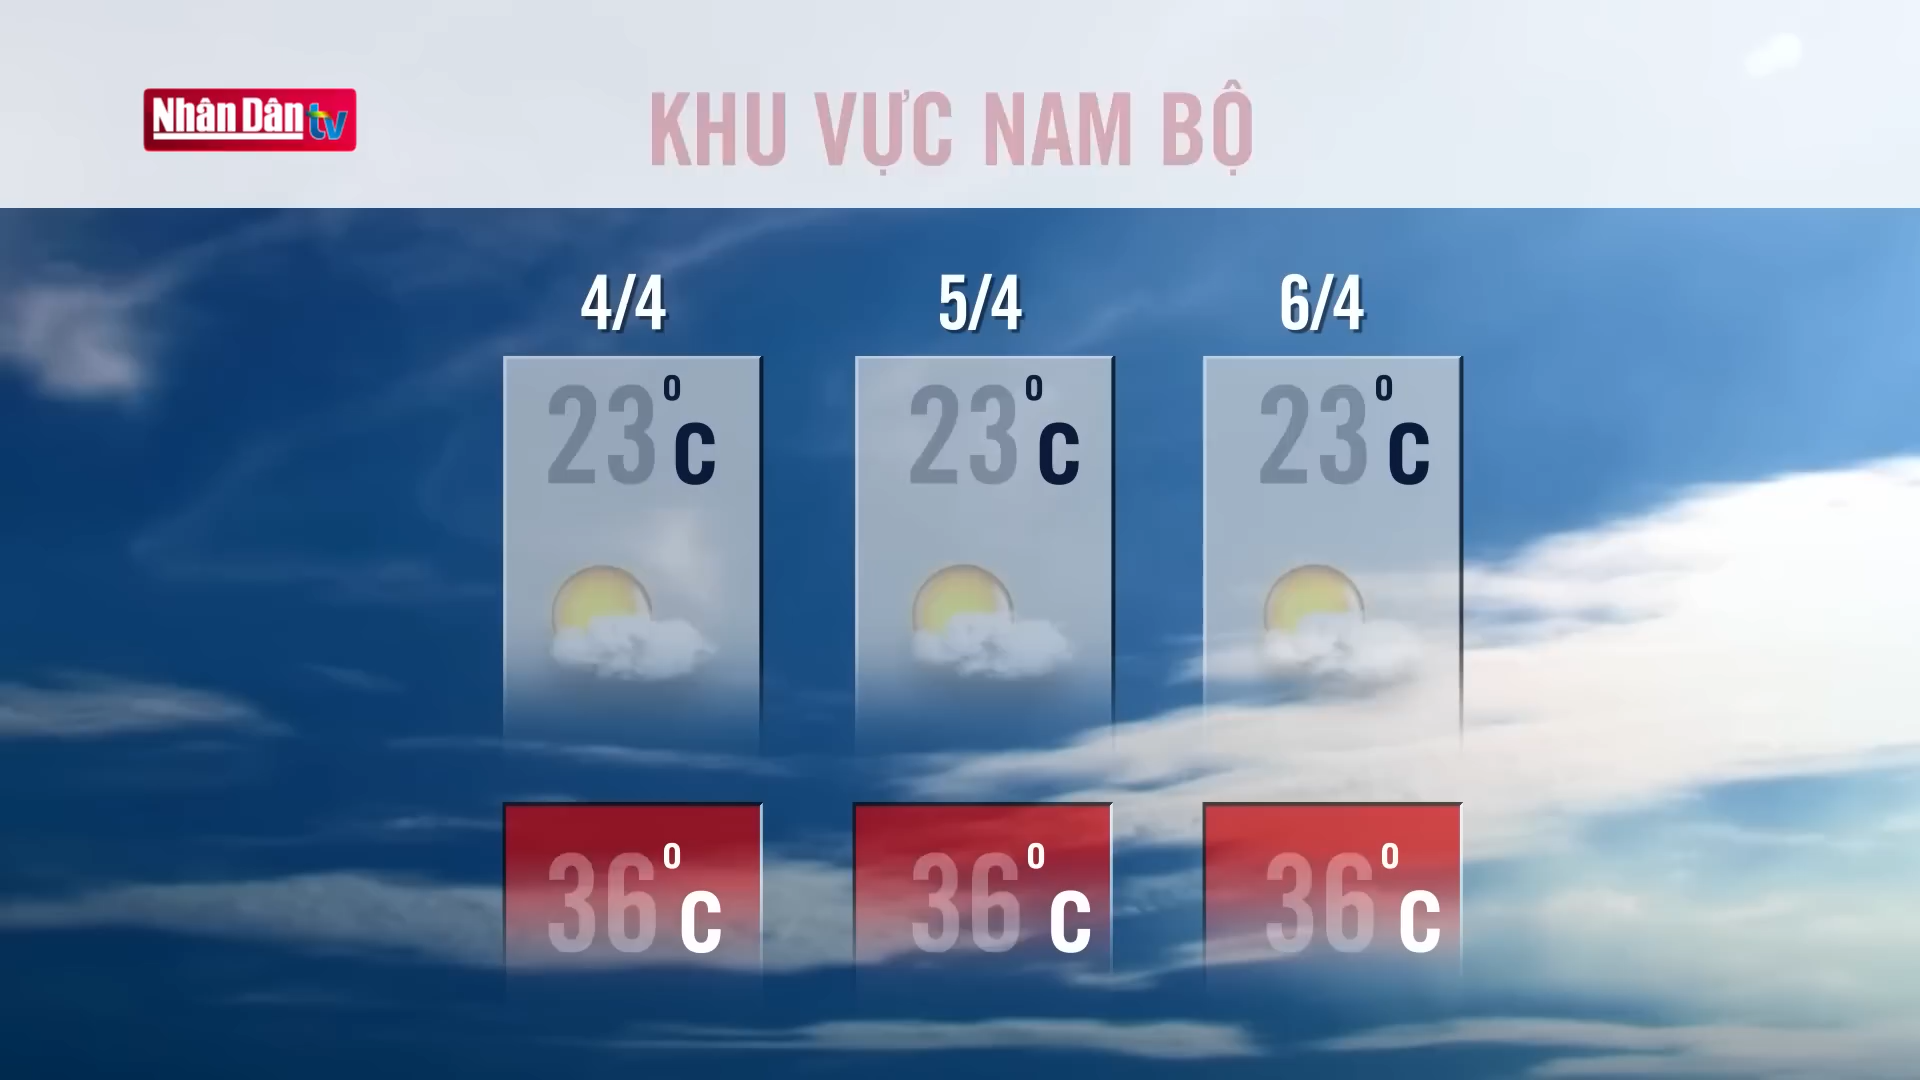 Nhân Dân tv
KHU VỰC NAM BỘ
4/4 5/4 6/4
23°C 23°C 23°C
36°C 36°C 36°C